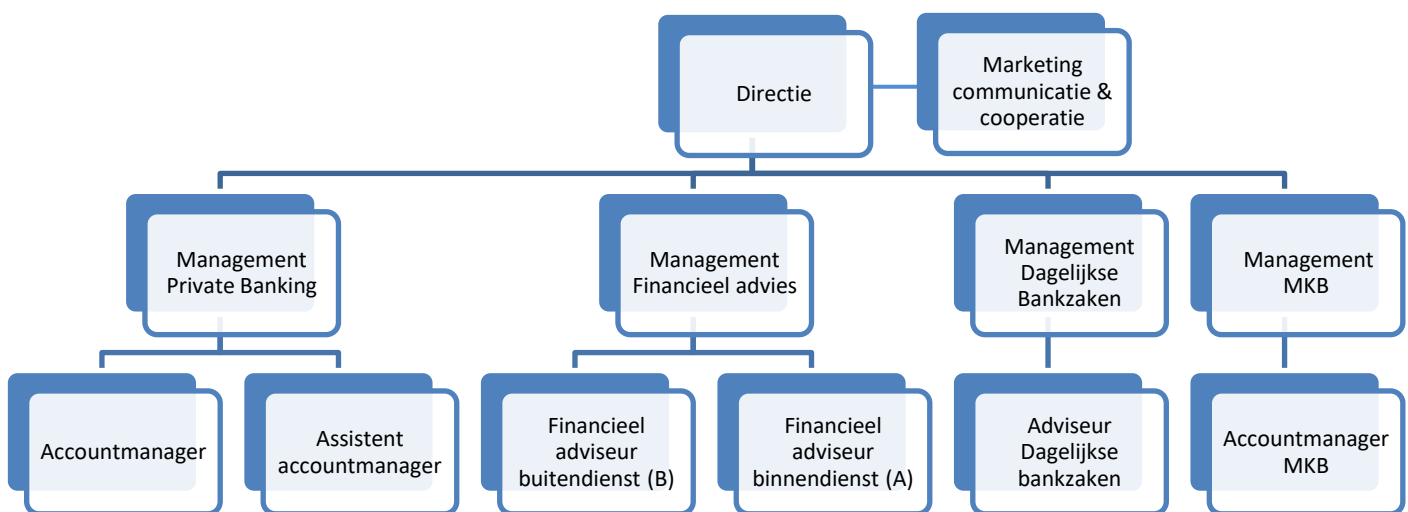 Directie
Marketing
communicatie &
cooperatie
Management
Private Banking
Management
Financieel advies
Management
Dagelijkse
Bankzaken
Management
MKB
Accountmanager
Assistent
accountmanager
Financieel
adviseur
buitendienst (B)
Financieel
adviseur
binnendienst (A)
Adviseur
Dagelijkse
bankzaken
Accountmanager
MKB